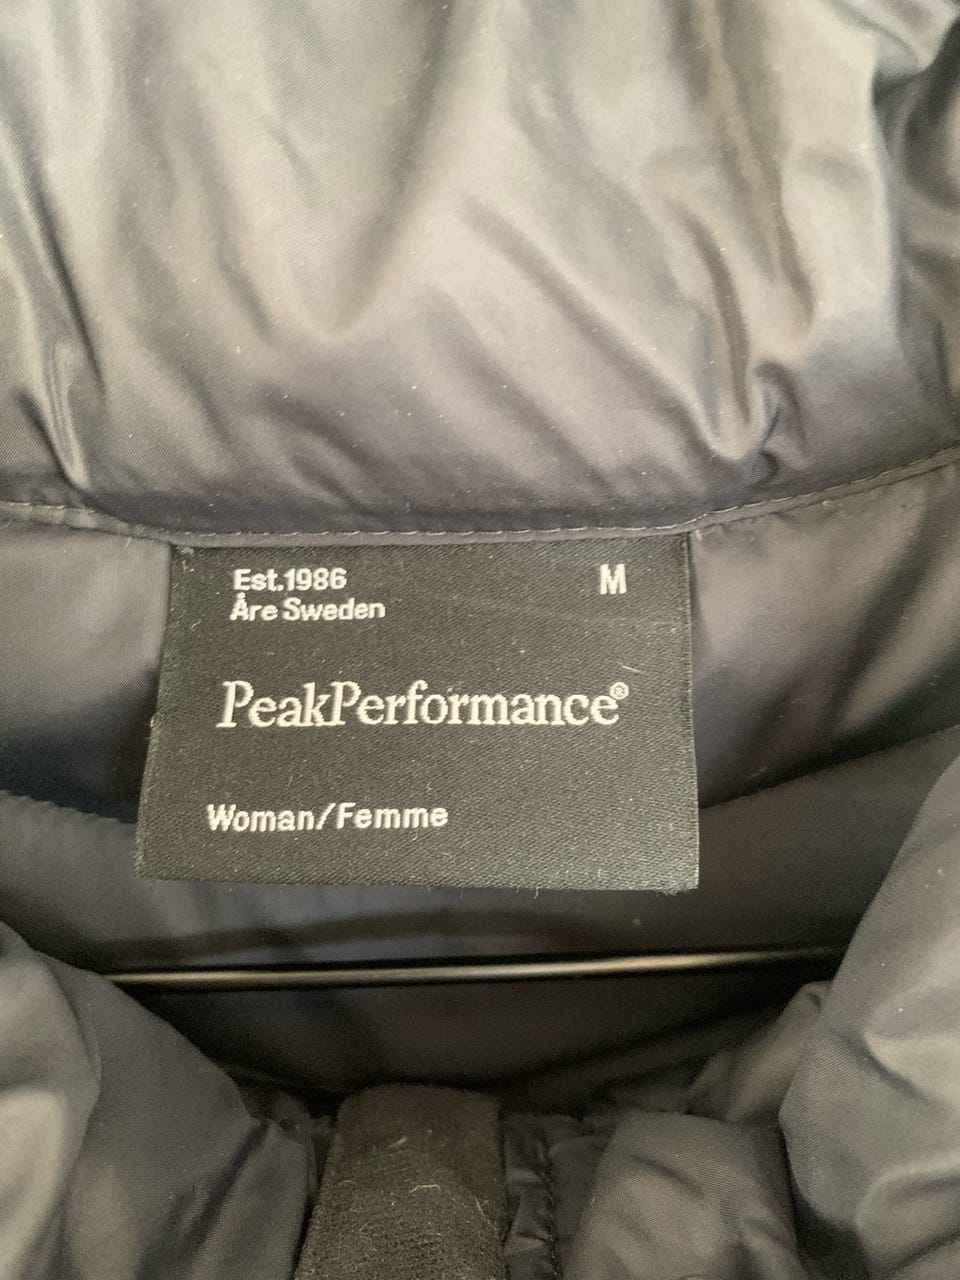 Est.1986
M
Åre Sweden
PeakPerformance®
Woman/Femme